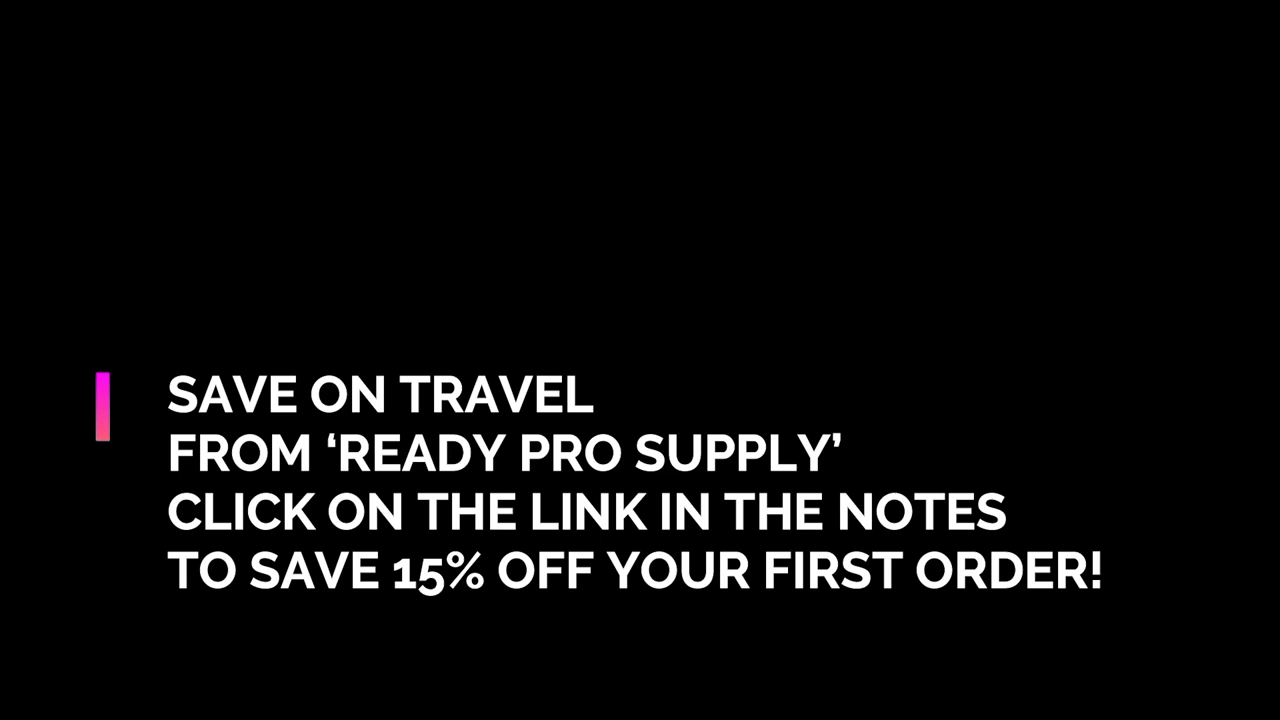 SAVE ON TRAVEL
FROM ‘READY PRO SUPPLY’
CLICK ON THE LINK IN THE NOTES
TO SAVE 15% OFF YOUR FIRST ORDER!